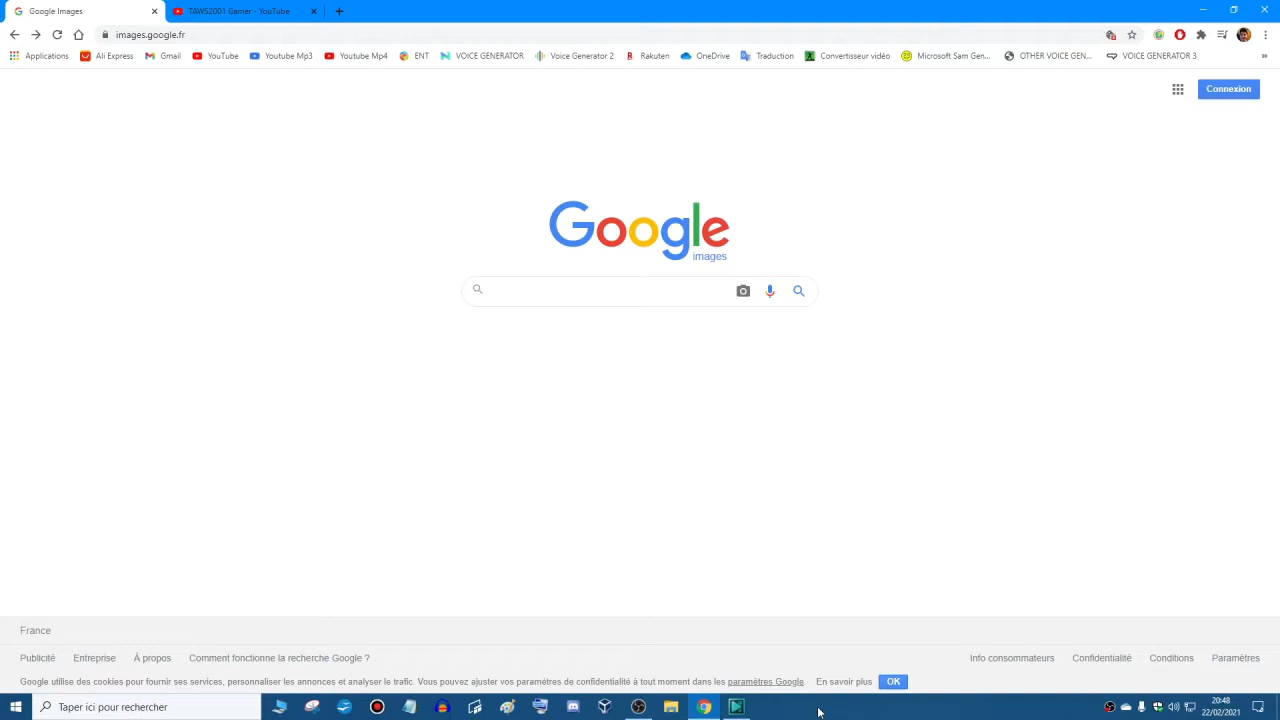 Google Images
TAWS2001 Gamer - YouTube
images.google.fr
Applications
Ali Express
Gmail
YouTube
Youtube Mp3
Youtube Mp4
ENT
VOICE GENERATOR
Voice Generator 2
Rakuten
OneDrive
Traduction
Convertisseur vidéo
Microsoft Sam Gen...
OTHER VOICE GEN...
VOICE GENERATOR 3
»
Connexion
Google
images
France
Publicité
Entreprise
À propos
Comment fonctionne la recherche Google ?
Info consommateurs
Confidentialité
Conditions
Paramètres
Google utilise des cookies pour fournir ses services, personnaliser les annonces et analyser le trafic. Vous pouvez ajuster vos paramètres de confidentialité à tout moment dans les paramètres Google.
En savoir plus
OK
Taper ici pour rechercher
20:48
22/02/2021